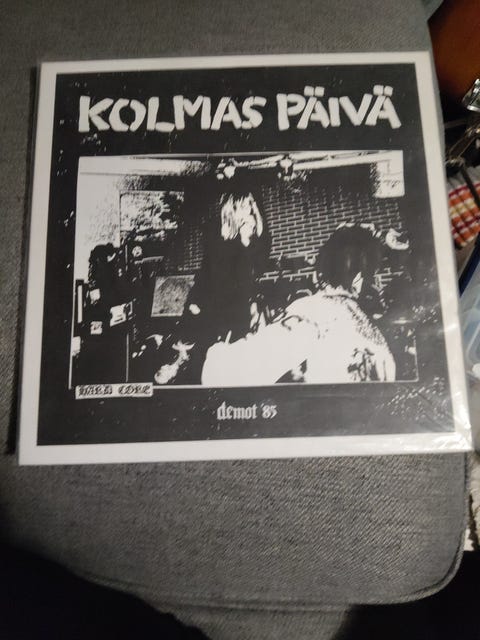 KOLMAS PÄIVÄ
HARD CORE
demot '85